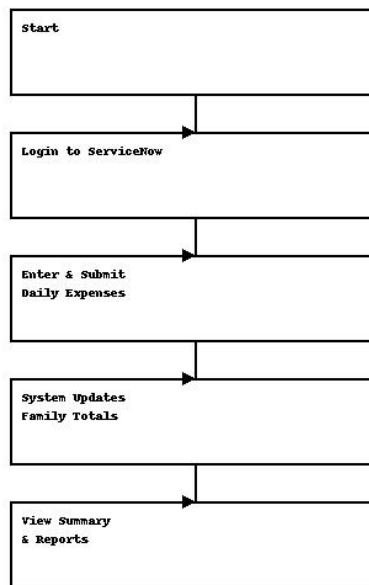 Start
Login to ServiceNow
Enter & Submit
Daily Expenses
System Updates
Family Totals
View Summary
& Reports